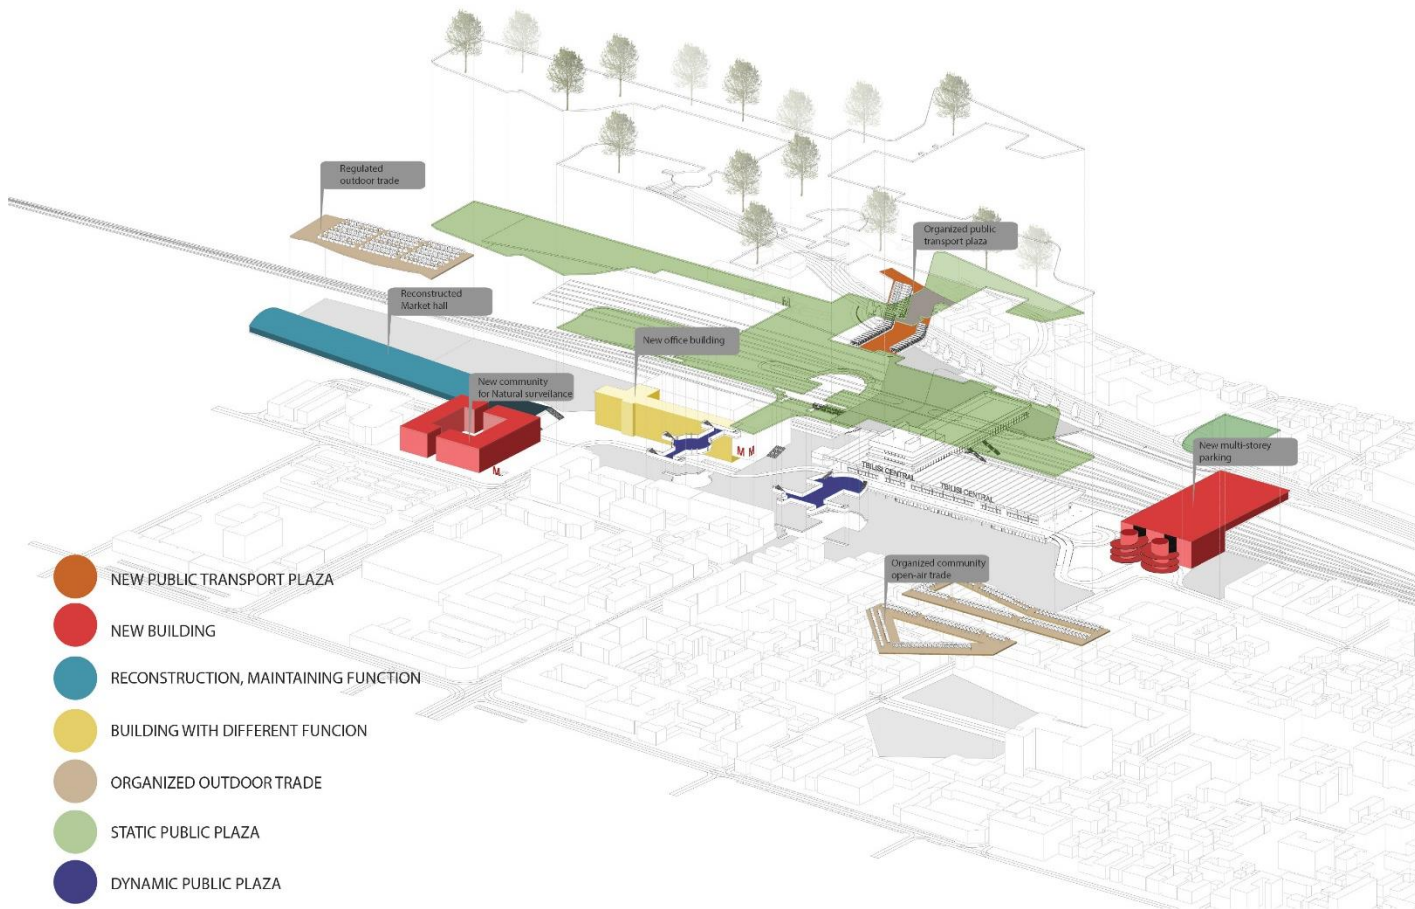 Regulated
outdoor trade
Organized public
transport plaza
Reconstructed
Market hall
New office building
New community
for Natural surveilance
M
M M
TBILISI CENTRAL
TBILISI CENTRAL
New multi-storey
parking
Organized community
open-air trade
NEW PUBLIC TRANSPORT PLAZA
NEW BUILDING
RECONSTRUCTION, MAINTAINING FUNCTION
BUILDING WITH DIFFERENT FUNCION
ORGANIZED OUTDOOR TRADE
STATIC PUBLIC PLAZA
DYNAMIC PUBLIC PLAZA